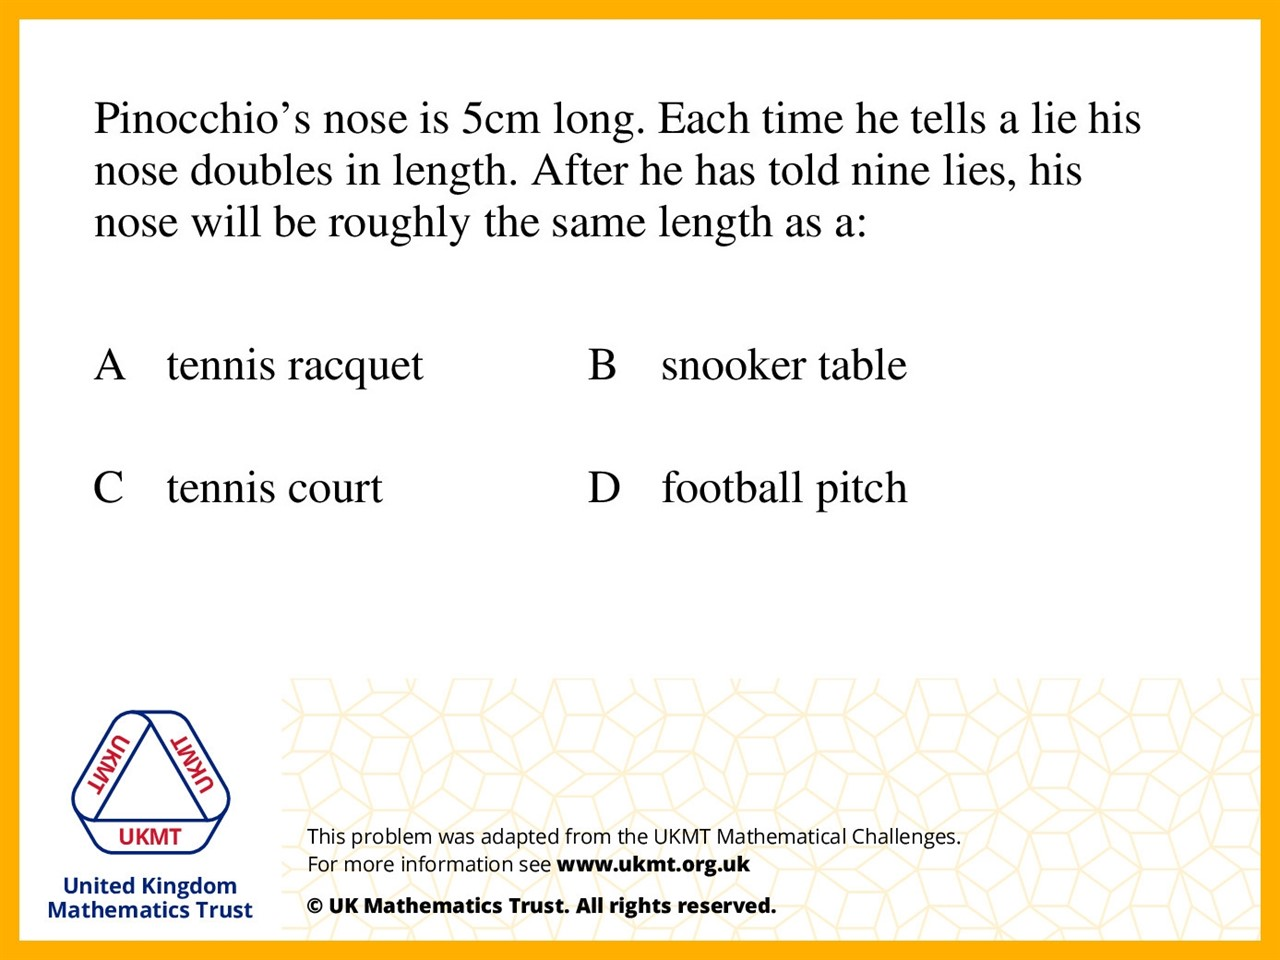 Pinocchio’s nose is 5cm long. Each time he tells a lie his
nose doubles in length. After he has told nine lies, his
nose will be roughly the same length as a:
A tennis racquet B snooker table
C tennis court D football pitch
UKMT UKMT
UKMT
United Kingdom
Mathematics Trust
This problem was adapted from the UKMT Mathematical Challenges.
For more information see www.ukmt.org.uk
© UK Mathematics Trust. All rights reserved.